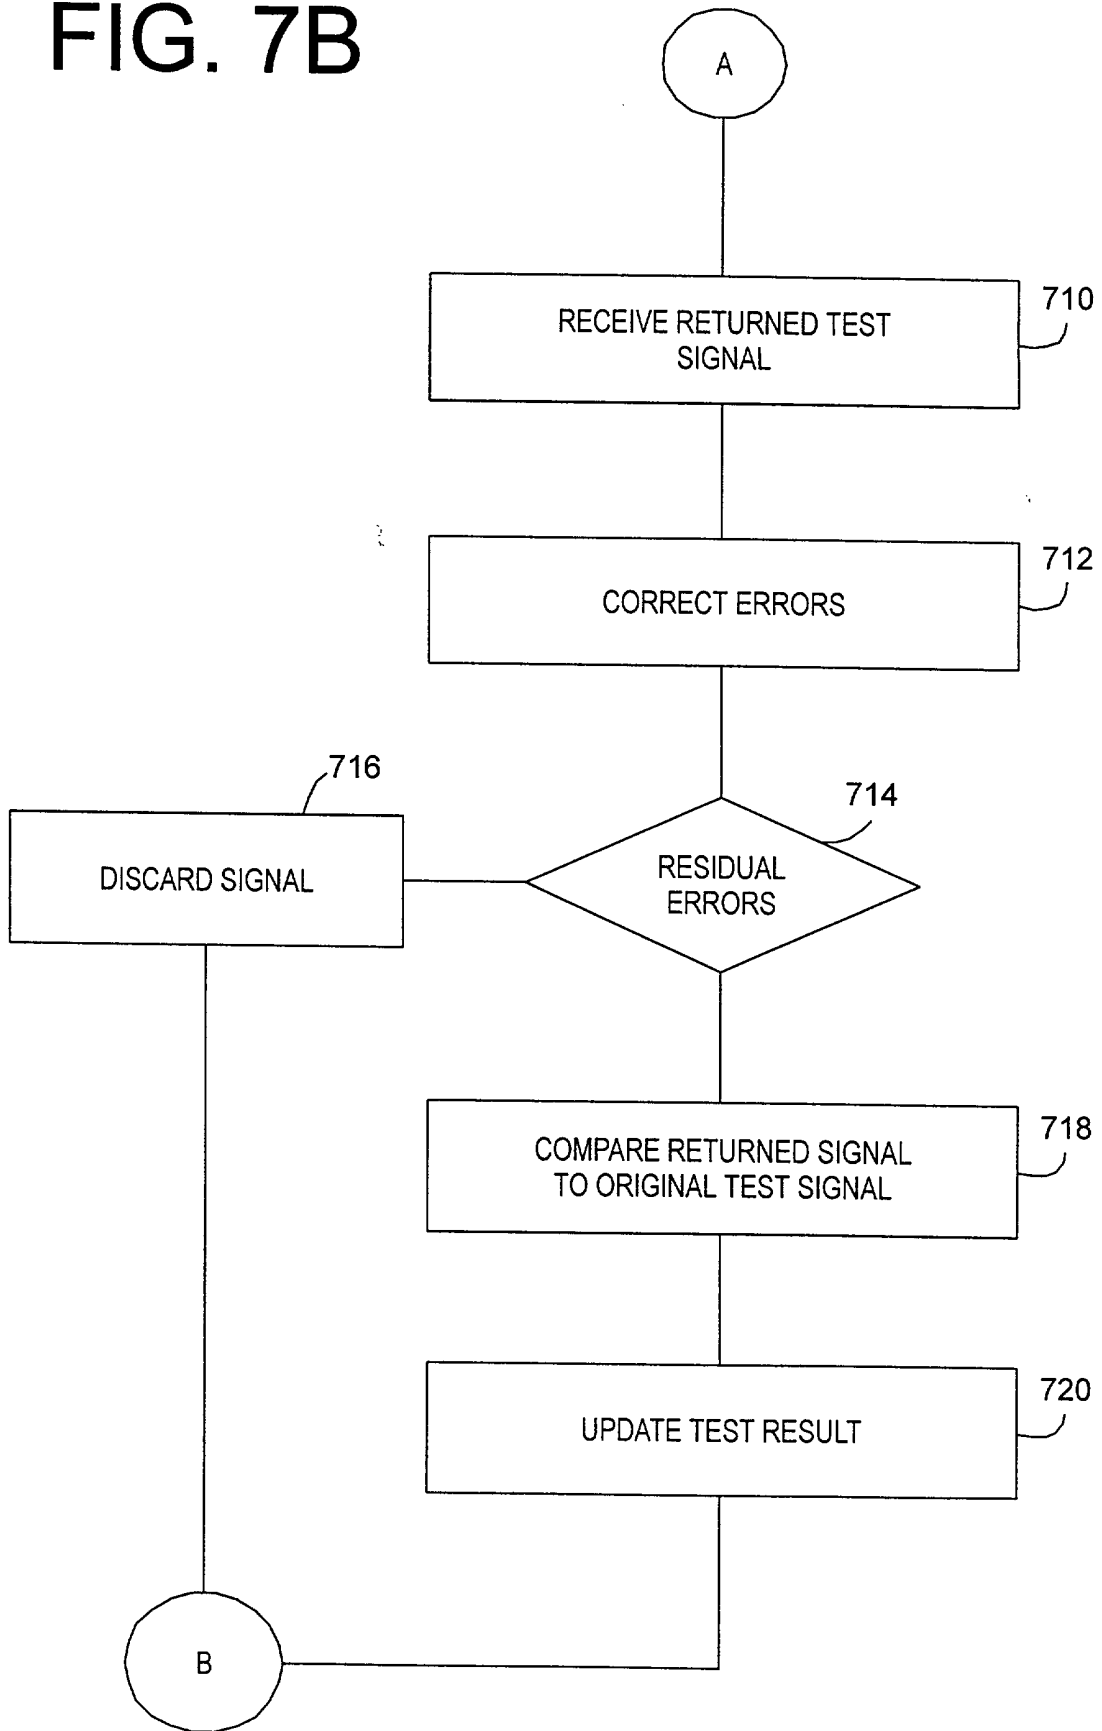 FIG. 7B
A
710
RECEIVE RETURNED TEST
SIGNAL
712
CORRECT ERRORS
716
714
DISCARD SIGNAL
RESIDUAL
ERRORS
718
COMPARE RETURNED SIGNAL
TO ORIGINAL TEST SIGNAL
720
UPDATE TEST RESULT
B